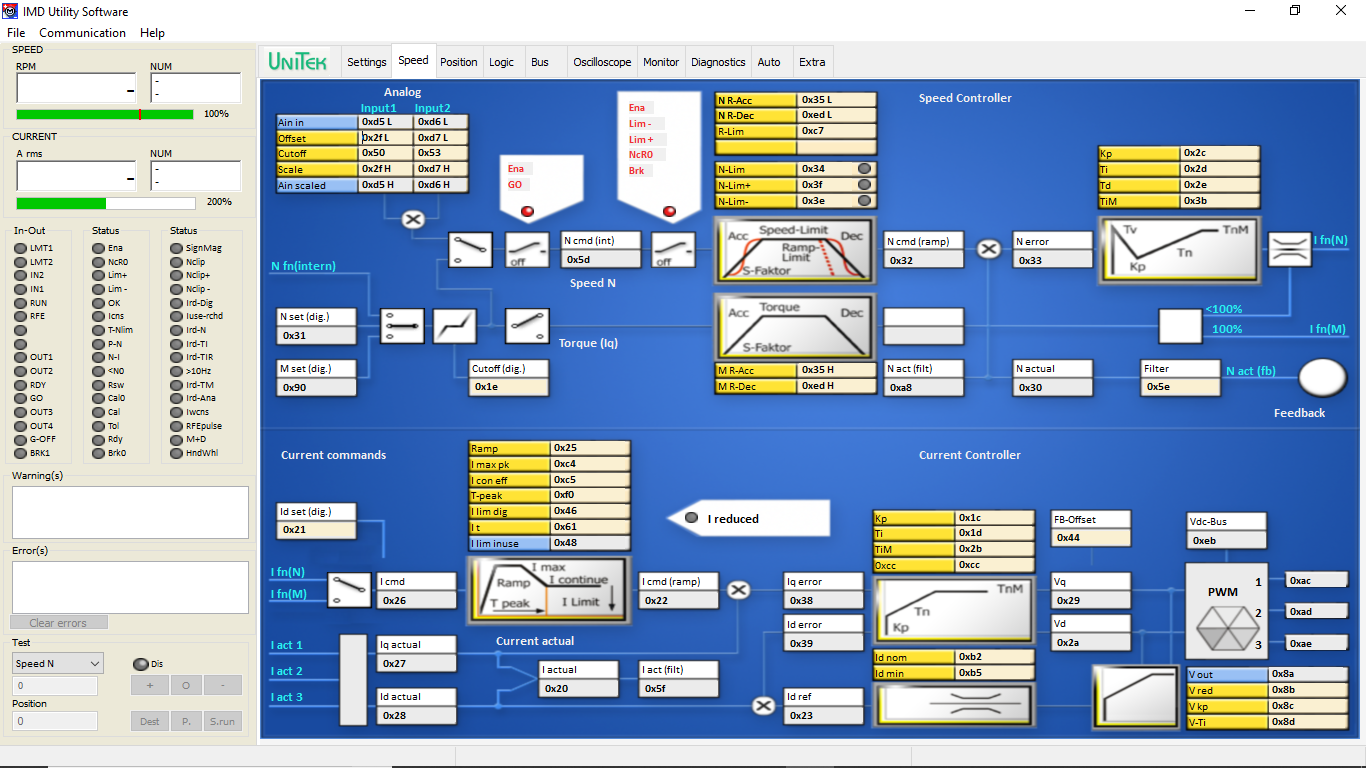 IMD Utility Software
File Communication Help
SPEED
RPM NUM
- -
-
100%
CURRENT
A rms NUM
- -
-
200%
In-Out Status Status
LMT1 Ena SignMag
LMT2 NcR0 Nclip
IN2 Lim+ Nclip+
IN1 Lim - Nclip -
RUN OK Ird-Dig
RFE Icns Iuse-rchd
T-Nlim Ird-N
P-N Ird-TI
OUT1 N-I Ird-TIR
OUT2 <N0 >10Hz
RDY Rsw Ird-TM
GO Cal0 Ird-Ana
OUT3 Cal Iwcns
OUT4 Tol RFEpulse
G-OFF Rdy M+D
BRK1 Brk0 HndWhl
Warning(s)
Error(s)
Clear errors
Test
Speed N Dis
0 + O -
Position
0 Dest P. S.run
UNITEK Settings Speed Position Logic Bus Oscilloscope Monitor Diagnostics Auto Extra
Analog
Input1 Input2
Ain in 0xd5 L 0xd6 L
Offset 0x2f L 0xd7 L
Cutoff 0x50 0x53
Scale 0x2f H 0xd7 H
Ain scaled 0xd5 H 0xd6 H
Ena
GO
Ena
Lim -
Lim +
NcR0
Brk
N R-Acc 0x35 L
N R-Dec 0xed L
R-Lim 0xc7
N-Lim 0x34
N-Lim+ 0x3f
N-Lim- 0x3e
Speed Controller
Kp 0x2c
Ti 0x2d
Td 0x2e
TiM 0x3b
off
N cmd (int)
0x5d
off
Speed N
Acc Speed-Limit Dec
Ramp-
Limit
S-Faktor
N cmd (ramp)
0x32
N error
0x33
Tv TnM
Tn
Kp
I fn(N)
N fn(intern)
N set (dig.)
0x31
M set (dig.)
0x90
Cutoff (dig.)
0x1e
Torque (Iq)
Torque
Acc Dec
S-Faktor
M R-Acc 0x35 H
M R-Dec 0xed H
<100%
100%
I fn(M)
N act (filt)
0xa8
N actual
0x30
Filter
0x5e
N act (fb)
Feedback
Current commands
Ramp 0x25
I max pk 0xc4
I con eff 0xc5
T-peak 0xf0
I lim dig 0x46
I t 0x61
I lim inuse 0x48
Current Controller
I reduced
Id set (dig.)
0x21
I fn(N)
I fn(M)
I cmd
0x26
I max
Ramp I continue
T peak I Limit
I cmd (ramp)
0x22
Iq error
0x38
Id error
0x39
Kp 0x1c
Ti 0x1d
TiM 0x2b
0xcc 0xcc
TnM
Tn
Kp
FB-Offset
0x44
Vdc-Bus
0xeb
Vq
0x29
Vd
0x2a
PWM
1
2
3
0xac
0xad
0xae
Current actual
I act 1
I act 2
I act 3
Iq actual
0x27
Id actual
0x28
I actual
0x20
I act (filt)
0x5f
Id ref
0x23
Id nom 0xb2
Id min 0xb5
V out 0x8a
V red 0x8b
V kp 0x8c
V-Ti 0x8d